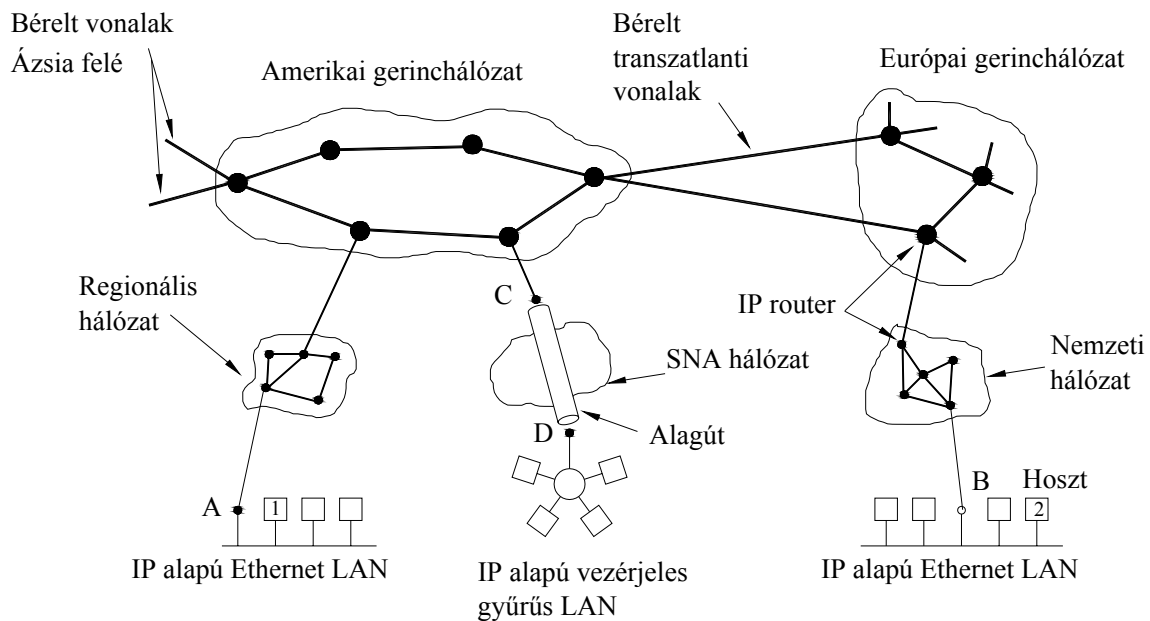 Bérelt vonalak
Ázsia felé
Amerikai gerinchálózat
Bérelt
transzatlanti
vonalak
Európai gerinchálózat
Regionális
hálózat
C
IP router
SNA hálózat
Nemzeti
hálózat
D
Alagút
A
1
B
Hoszt
2
IP alapú Ethernet LAN
IP alapú vezérjeles
gyűrűs LAN
IP alapú Ethernet LAN